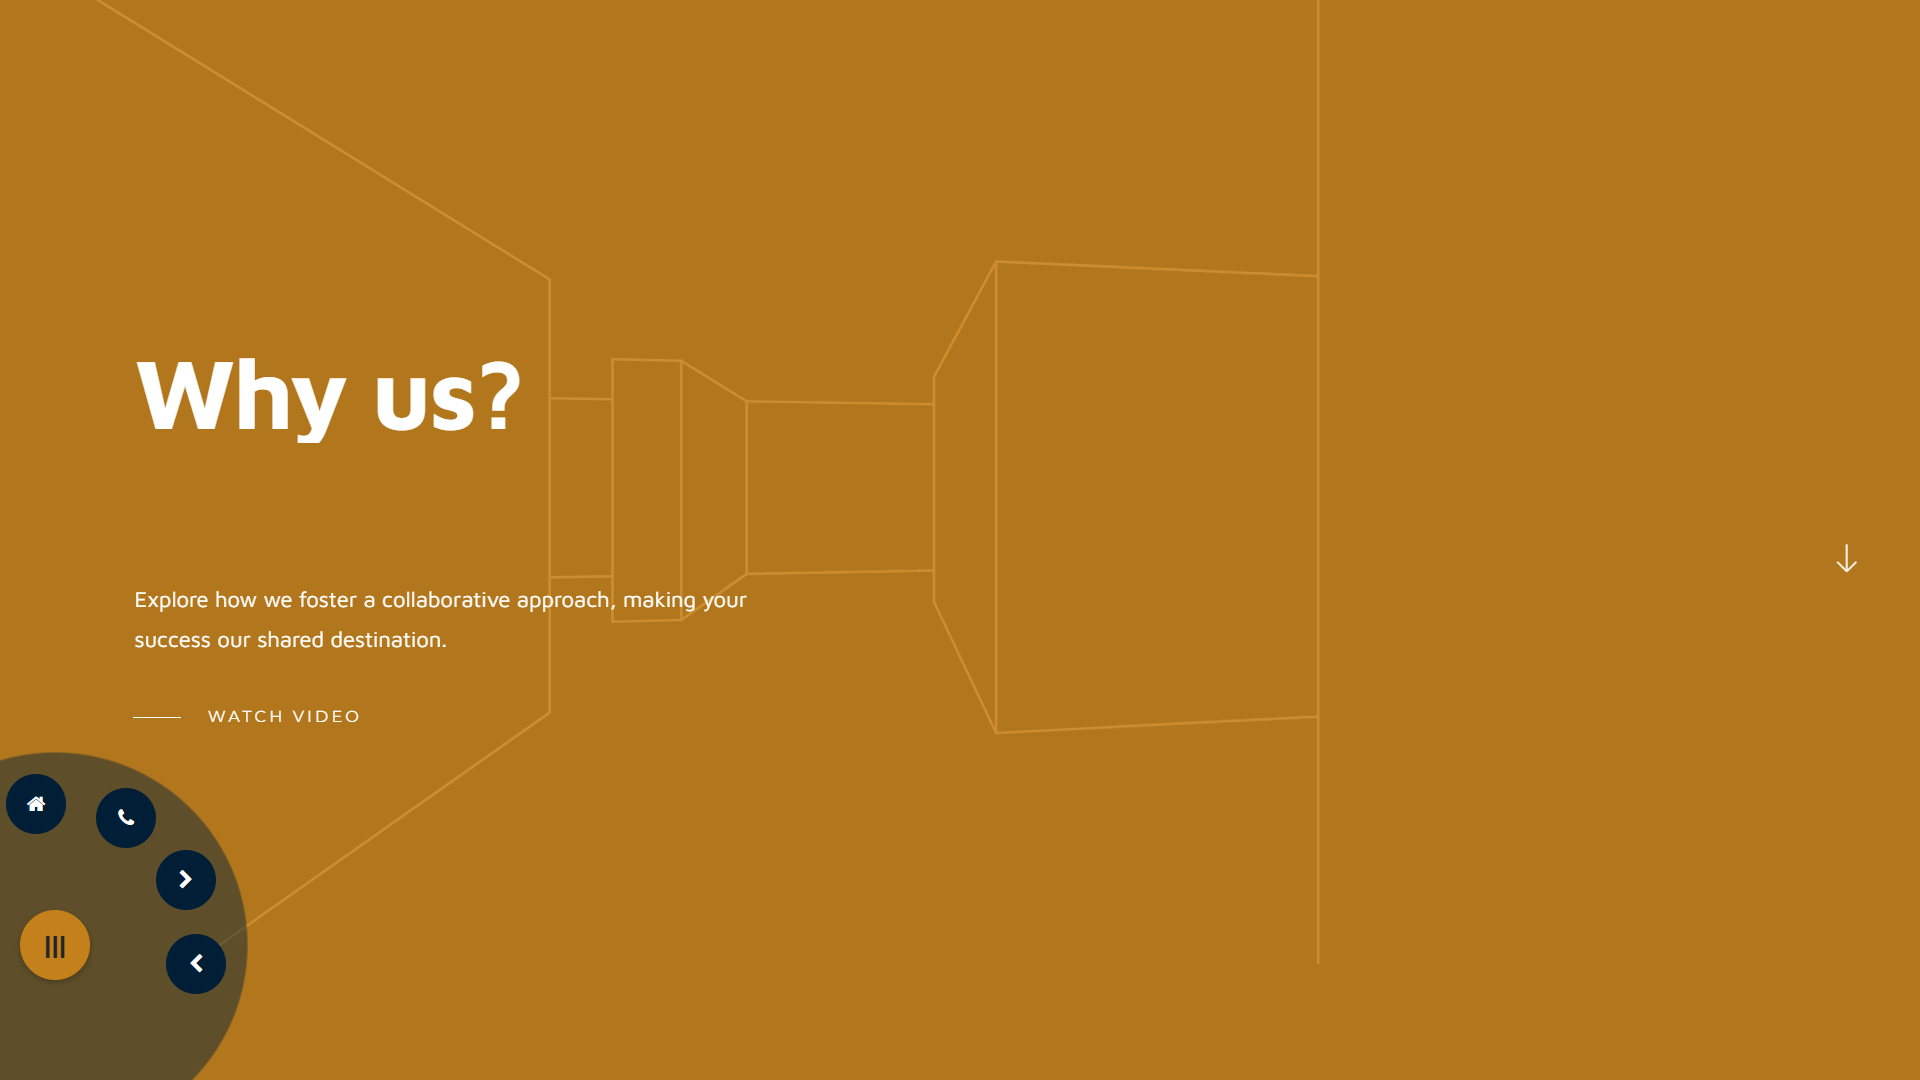 Why us?
Explore how we foster a collaborative approach, making your
success our shared destination.
WATCH VIDEO